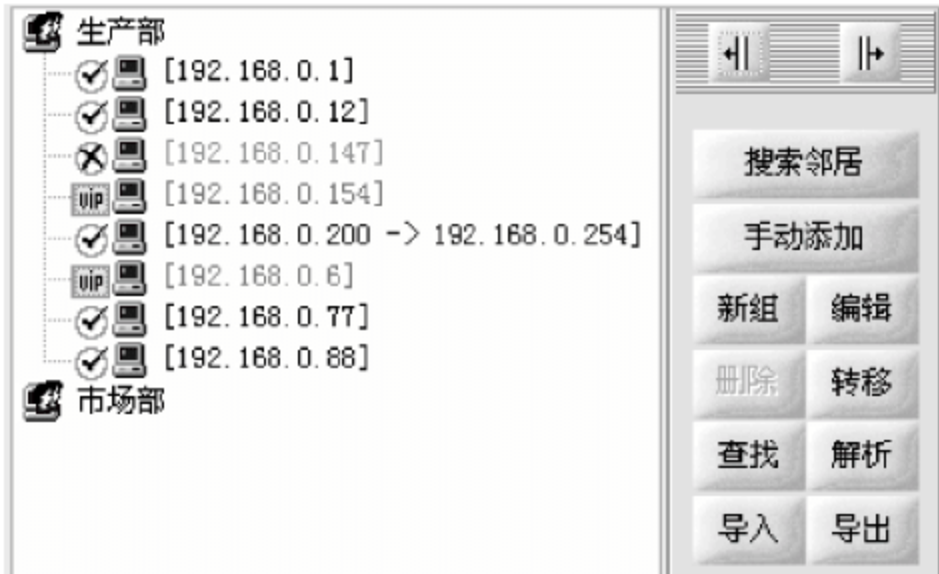 生产部
[192.168.0.1]
[192.168.0.12]
[192.168.0.147]
vip [192.168.0.154]
[192.168.0.200 -> 192.168.0.254]
vip [192.168.0.6]
[192.168.0.77]
[192.168.0.88]
市场部
搜索邻居
手动添加
新组 编辑
删除 转移
查找 解析
导入 导出